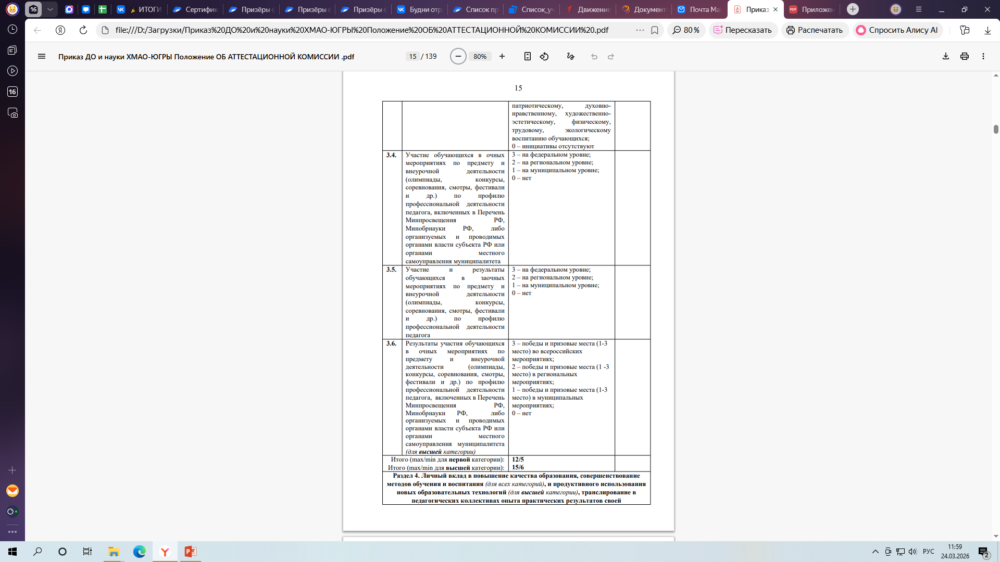 16
🎉ИТОГИ
Сертифик
Призёры ф
Призёры ф
Призёры ф
Будни отр
Список пр
Список_уч
Движение
Документ
Почта Ма
Приказ
Приложен
file:///D:/Загрузки/Приказ%20ДО%20и%20науки%20ХМАО-ЮГРЫ%20Положение%20ОБ%20АТТЕСТАЦИОННОЙ%20КОМИССИИ%20.pdf
80 %
Пересказать
Распечатать
Спросить Алису AI
16
Приказ ДО и науки ХМАО-ЮГРЫ Положение ОБ АТТЕСТАЦИОННОЙ КОМИССИИ .pdf
15 / 139
80%
15
патриотическому, духовно-
нравственному, художественно-
эстетическому, физическому,
трудовому, экологическому
воспитанию обучающихся;
0 – инициативы отсутствуют
3.4.
Участие обучающихся в очных
мероприятиях по предмету и
внеурочной деятельности
(олимпиады, конкурсы,
соревнования, смотры, фестивали
и др.) по профилю
профессиональной деятельности
педагога, включенных в Перечень
Минпросвещения РФ,
Минобрнауки РФ, либо
организуемых и проводимых
органами власти субъекта РФ или
органами местного
самоуправления муниципалитета
3 – на федеральном уровне;
2 – на региональном уровне;
1 – на муниципальном уровне;
0 – нет
3.5.
Участие и результаты
обучающихся в заочных
мероприятиях по предмету и
внеурочной деятельности
(олимпиады, конкурсы,
соревнования, смотры, фестивали
и др.) по профилю
профессиональной деятельности
педагога
3 – на федеральном уровне;
2 – на региональном уровне;
1 – на муниципальном уровне;
0 – нет
3.6.
Результаты участия обучающихся
в очных мероприятиях по
предмету и внеурочной
деятельности (олимпиады,
конкурсы, соревнования, смотры,
фестивали и др.) по профилю
профессиональной деятельности
педагога, включенных в Перечень
Минпросвещения РФ,
Минобрнауки РФ, либо
организуемых и проводимых
органами власти субъекта РФ или
органами местного
самоуправления муниципалитета
(для высшей категории)
3 – победы и призовые места (1-3
место) во всероссийских
мероприятиях;
2 – победы и призовые места (1 -3
место) в региональных
мероприятиях;
1 – победы и призовые места (1-3
место) в муниципальных
мероприятиях;
0 – нет
Итого (max/min для первой категории):
Итого (max/min для высшей категории):
12/5
15/6
Раздел 4. Личный вклад в повышение качества образования, совершенствование
методов обучения и воспитания (для всех категорий), и продуктивного использования
новых образовательных технологий (для высшей категории), транслирование в
педагогических коллективах опыта практических результатов своей
РУС
11:59
24.03.2026
2